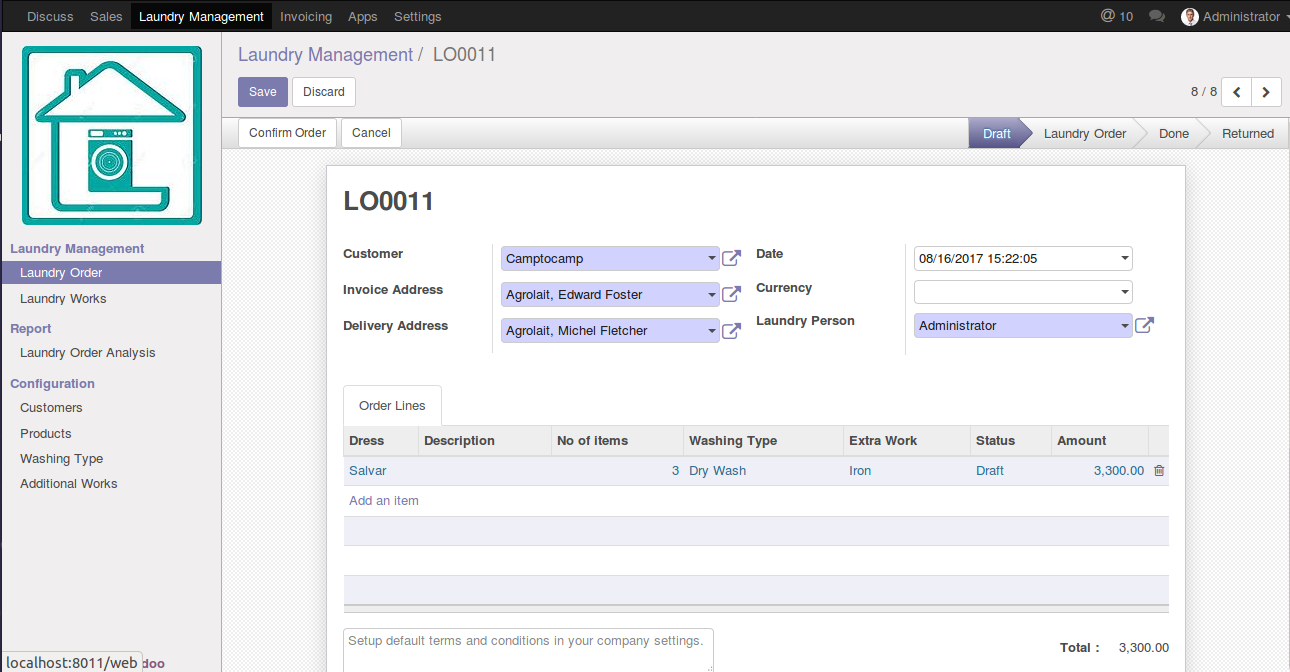 Discuss Sales Laundry Management Invoicing Apps Settings @ 10 Administrator
Laundry Management / LO0011
Save Discard 8 / 8
Confirm Order Cancel Draft Laundry Order Done Returned
LO0011
Customer Camptocamp Date 08/16/2017 15:22:05
Invoice Address Agrolait, Edward Foster Currency
Delivery Address Agrolait, Michel Fletcher Laundry Person Administrator
Laundry Management
Laundry Order
Laundry Works
Report
Laundry Order Analysis
Configuration
Customers
Products
Washing Type
Additional Works
Order Lines
Dress Description No of items Washing Type Extra Work Status Amount
Salvar 3 Dry Wash Iron Draft 3,300.00
Add an item
Setup default terms and conditions in your company settings.
Total : 3,300.00
localhost:8011/web doo